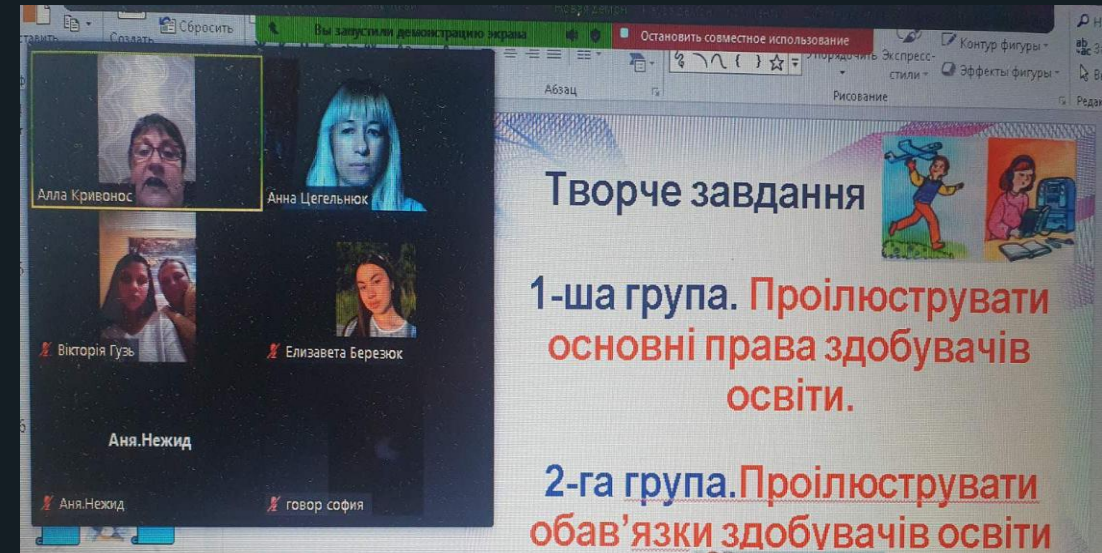 Сбросить
Вы запустили демонстрацию экрана
Остановить совместное использование
Контур фигуры
Эффекты фигуры
Экспресс-
стили
Абзац
Рисование
Алла Кривонос
Анна Цегельнюк
Вікторія Гузь
Елизавета Березюк
Аня.Нежид
Аня.Нежид
говор софия
Творче завдання
1-ша група. Проілюструвати
основні права здобувачів
освіти.
2-га група.Проілюструвати
обав’язки здобувачів освіти